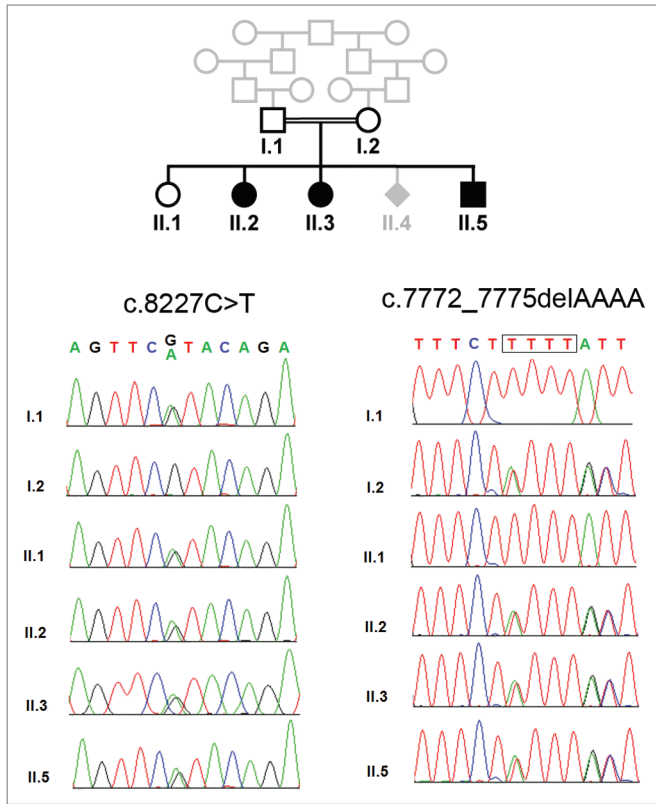 I.1 I.2
II.1 II.2 II.3 II.4 II.5
c.8227C>T
c.7772_7775delAAAA
G
A G T T C A T A C A G A
T T T C T T T T T A T T
I.1
I.2
II.1
II.2
II.3
II.5
I.1
I.2
II.1
II.2
II.3
II.5